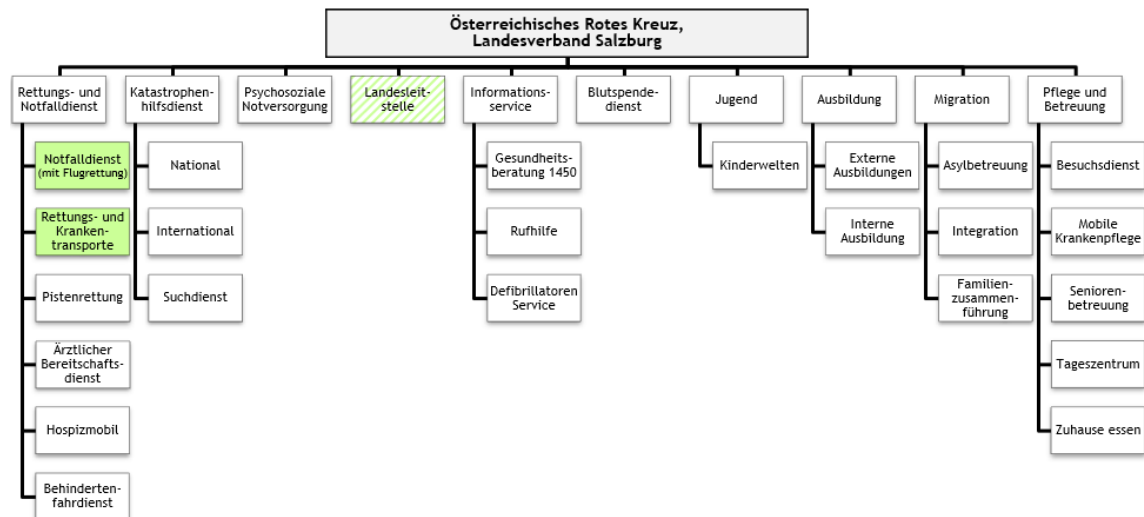 Österreichisches Rotes Kreuz,
Landesverband Salzburg
Rettungs- und
Notfalldienst
Katastrophen-
hilfsdienst
Psychosoziale
Notversorgung
Landesleit-
stelle
Informations-
service
Blutspende-
dienst
Jugend
Ausbildung
Migration
Pflege und
Betreuung
Notfalldienst
(mit Flugrettung)
Rettungs- und
Kranken-
transporte
Pistenrettung
Ärztlicher
Bereitschafts-
dienst
Hospizmobil
Behinderten-
fahrdienst
National
International
Suchdienst
Gesundheits-
beratung 1450
Rufhilfe
Defibrillatoren
Service
Kinderwelten
Externe
Ausbildungen
Interne
Ausbildung
Asylbetreuung
Integration
Familien-
zusammen-
führung
Besuchsdienst
Mobile
Krankenpflege
Senioren-
betreuung
Tageszentrum
Zuhause essen